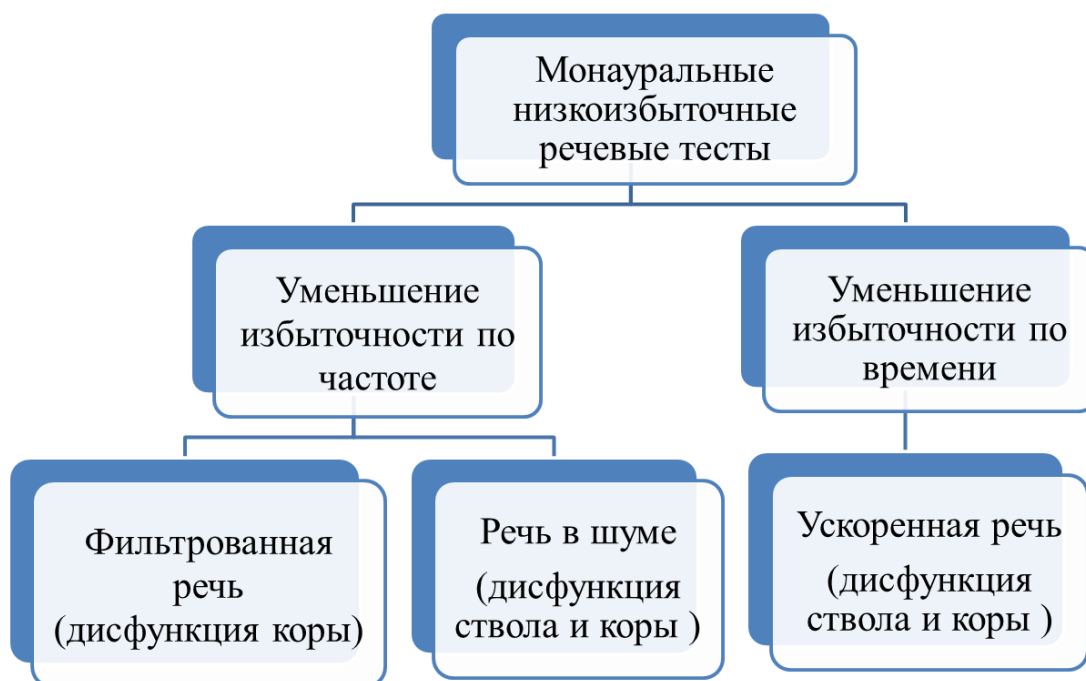 Монауральные
низкоизбыточные
речевые тесты
Уменьшение
избыточности по
частоте
Уменьшение
избыточности по
времени
Фильтрованная
речь
(дисфункция коры)
Речь в шуме
(дисфункция
ствола и коры )
Ускоренная речь
(дисфункция
ствола и коры )